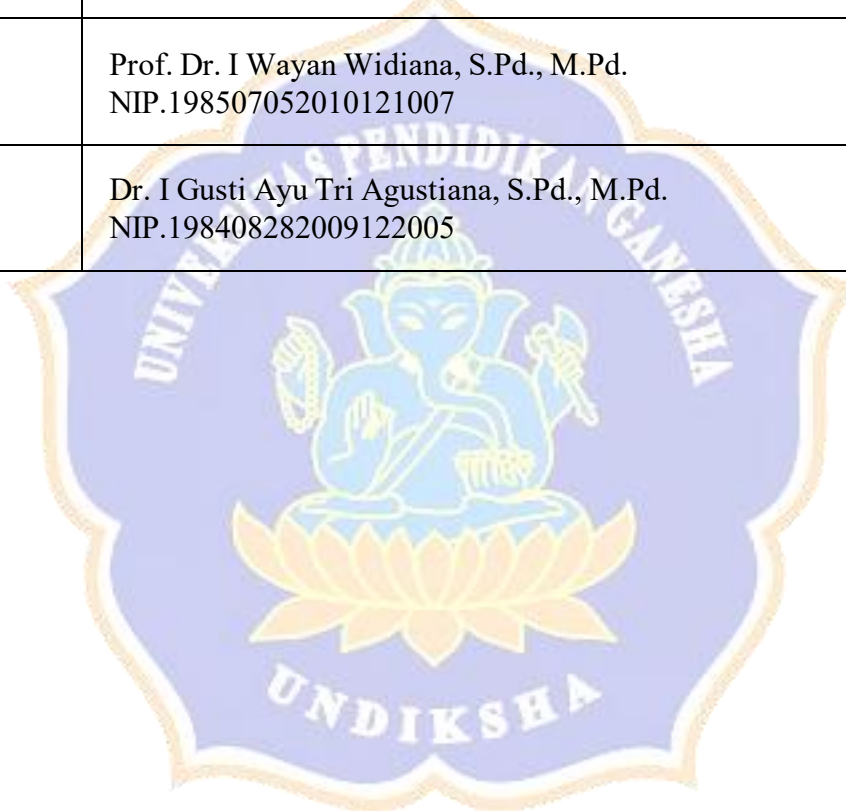 Prof. Dr. I Wayan Widiana, S.Pd., M.Pd.
NIP.198507052010121007
Dr. I Gusti Ayu Tri Agustiana, S.Pd., M.Pd.
NIP.198408282009122005
UNIVERSITAS PENDIDIKAN GANESHA
UNDIKSHA